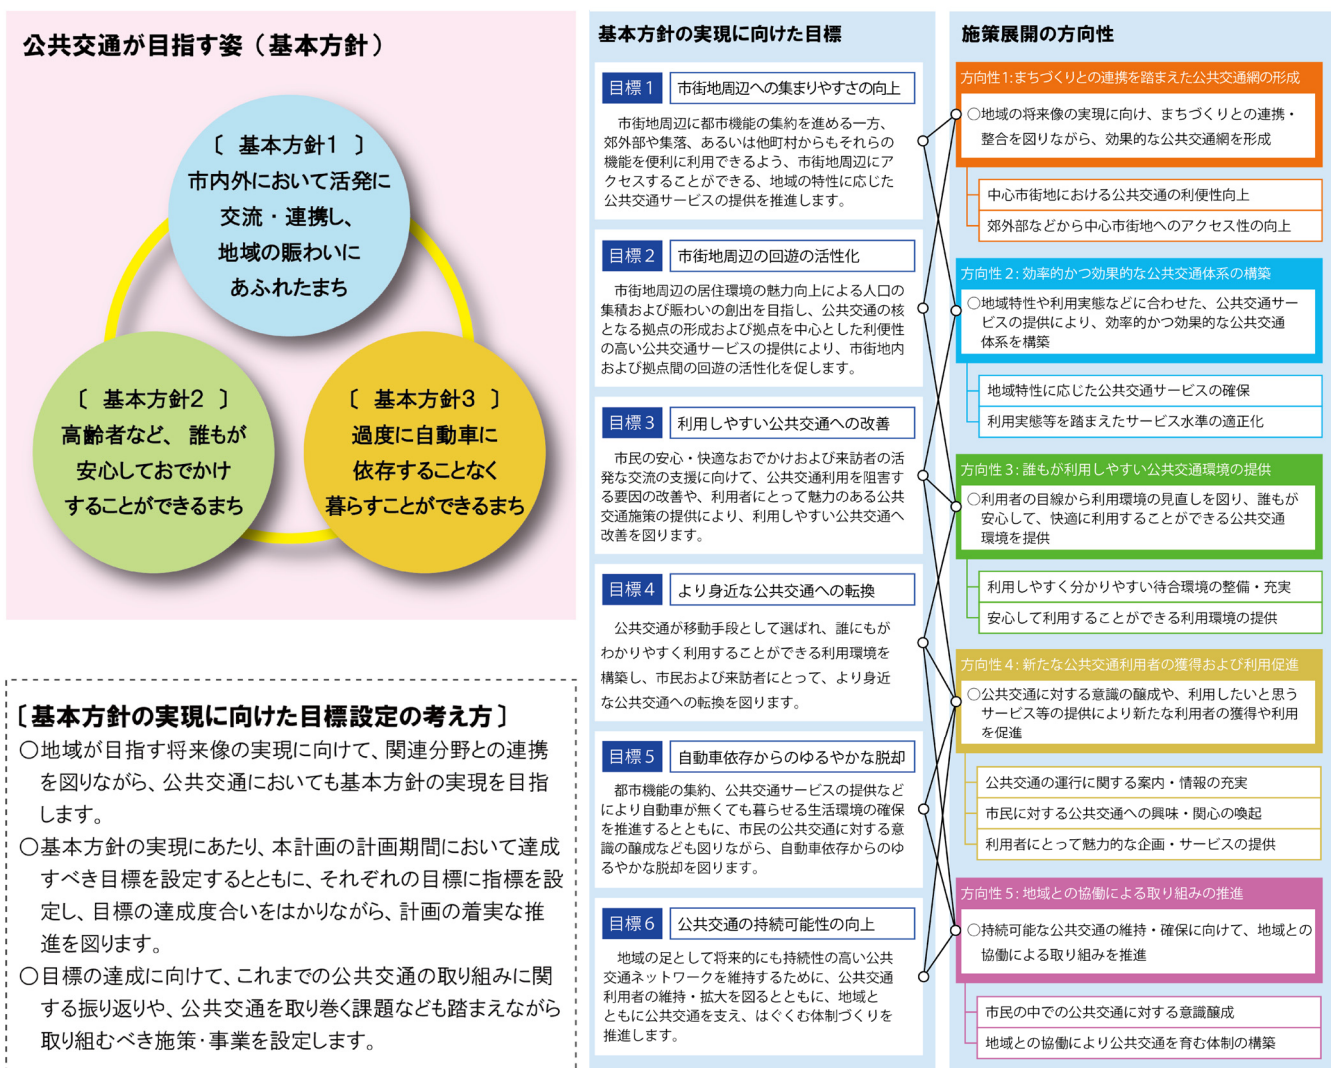 公共交通が目指す姿（基本方針）
〔 基本方針1 〕
市内外において活発に
交流・連携し、
地域の賑わいに
あふれたまち
〔 基本方針2 〕
高齢者など、誰もが
安心しておでかけ
することができるまち
〔 基本方針3 〕
過度に自動車に
依存することなく
暮らすことができるまち
［基本方針の実現に向けた目標設定の考え方］
○地域が目指す将来像の実現に向けて、関連分野との連携
を図りながら、公共交通においても基本方針の実現を目指
します。
○基本方針の実現にあたり、本計画の計画期間において達成
すべき目標を設定するとともに、それぞれの目標に指標を設
定し、目標の達成度合いをはかりながら、計画の着実な推
進を図ります。
○目標の達成に向けて、これまでの公共交通の取り組みに関
する振り返りや、公共交通を取り巻く課題なども踏まえながら
取り組むべき施策・事業を設定します。
基本方針の実現に向けた目標
目標1 市街地周辺への集まりやすさの向上
市街地周辺に都市機能の集約を進める一方、
郊外部や集落、あるいは他町村からもそれらの
機能を便利に利用できるよう、市街地周辺にア
クセスすることができる、地域の特性に応じた
公共交通サービスの提供を推進します。
目標2 市街地周辺の回遊の活性化
市街地周辺の居住環境の魅力向上による人口の
集積および賑わいの創出を目指し、公共交通の核
となる拠点の形成および拠点を中心とした利便性
の高い公共交通サービスの提供により、市街地内
および拠点間の回遊の活性化を促します。
目標3 利用しやすい公共交通への改善
市民の安心・快適なおでかけおよび来訪者の活
発な交流の支援に向けて、公共交通利用を阻害す
る要因の改善や、利用者にとって魅力のある公共
交通施策の提供により、利用しやすい公共交通へ
改善を図ります。
目標4 より身近な公共交通への転換
公共交通が移動手段として選ばれ、誰にもが
わかりやすく利用することができる利用環境を
構築し、市民および来訪者にとって、より身近
な公共交通への転換を図ります。
目標5 自動車依存からのゆるやかな脱却
都市機能の集約、公共交通サービスの提供など
により自動車が無くても暮らせる生活環境の確保
を推進するとともに、市民の公共交通に対する意
識の醸成なども図りながら、自動車依存からのゆ
るやかな脱却を図ります。
目標6 公共交通の持続可能性の向上
地域の足として将来的にも持続性の高い公共
交通ネットワークを維持するために、公共交通
利用者の維持・拡大を図るとともに、地域と
ともに公共交通を支え、はぐくむ体制づくりを
推進します。
施策展開の方向性
方向性1:まちづくりとの連携を踏まえた公共交通網の形成
○地域の将来像の実現に向け、まちづくりとの連携・
整合を図りながら、効果的な公共交通網を形成
中心市街地における公共交通の利便性向上
郊外部などから中心市街地へのアクセス性の向上
方向性2:効率的かつ効果的な公共交通体系の構築
○地域特性や利用実態などに合わせた、公共交通サー
ビスの提供により、効率的かつ効果的な公共交通
体系を構築
地域特性に応じた公共交通サービスの確保
利用実態等を踏まえたサービス水準の適正化
方向性3:誰もが利用しやすい公共交通環境の提供
○利用者の目線から利用環境の見直しを図り、誰もが
安心して、快適に利用することができる公共交通
環境を提供
利用しやすく分かりやすい待合環境の整備・充実
安心して利用することができる利用環境の提供
方向性4:新たな公共交通利用者の獲得および利用促進
○公共交通に対する意識の醸成や、利用したいと思う
サービス等の提供により新たな利用者の獲得や利用
を促進
公共交通の運行に関する案内・情報の充実
市民に対する公共交通への興味・関心の喚起
利用者にとって魅力的な企画・サービスの提供
方向性5:地域との協働による取り組みの推進
○持続可能な公共交通の維持・確保に向けて、地域との
協働による取り組みを推進
市民の中での公共交通に対する意識醸成
地域との協働により公共交通を育む体制の構築